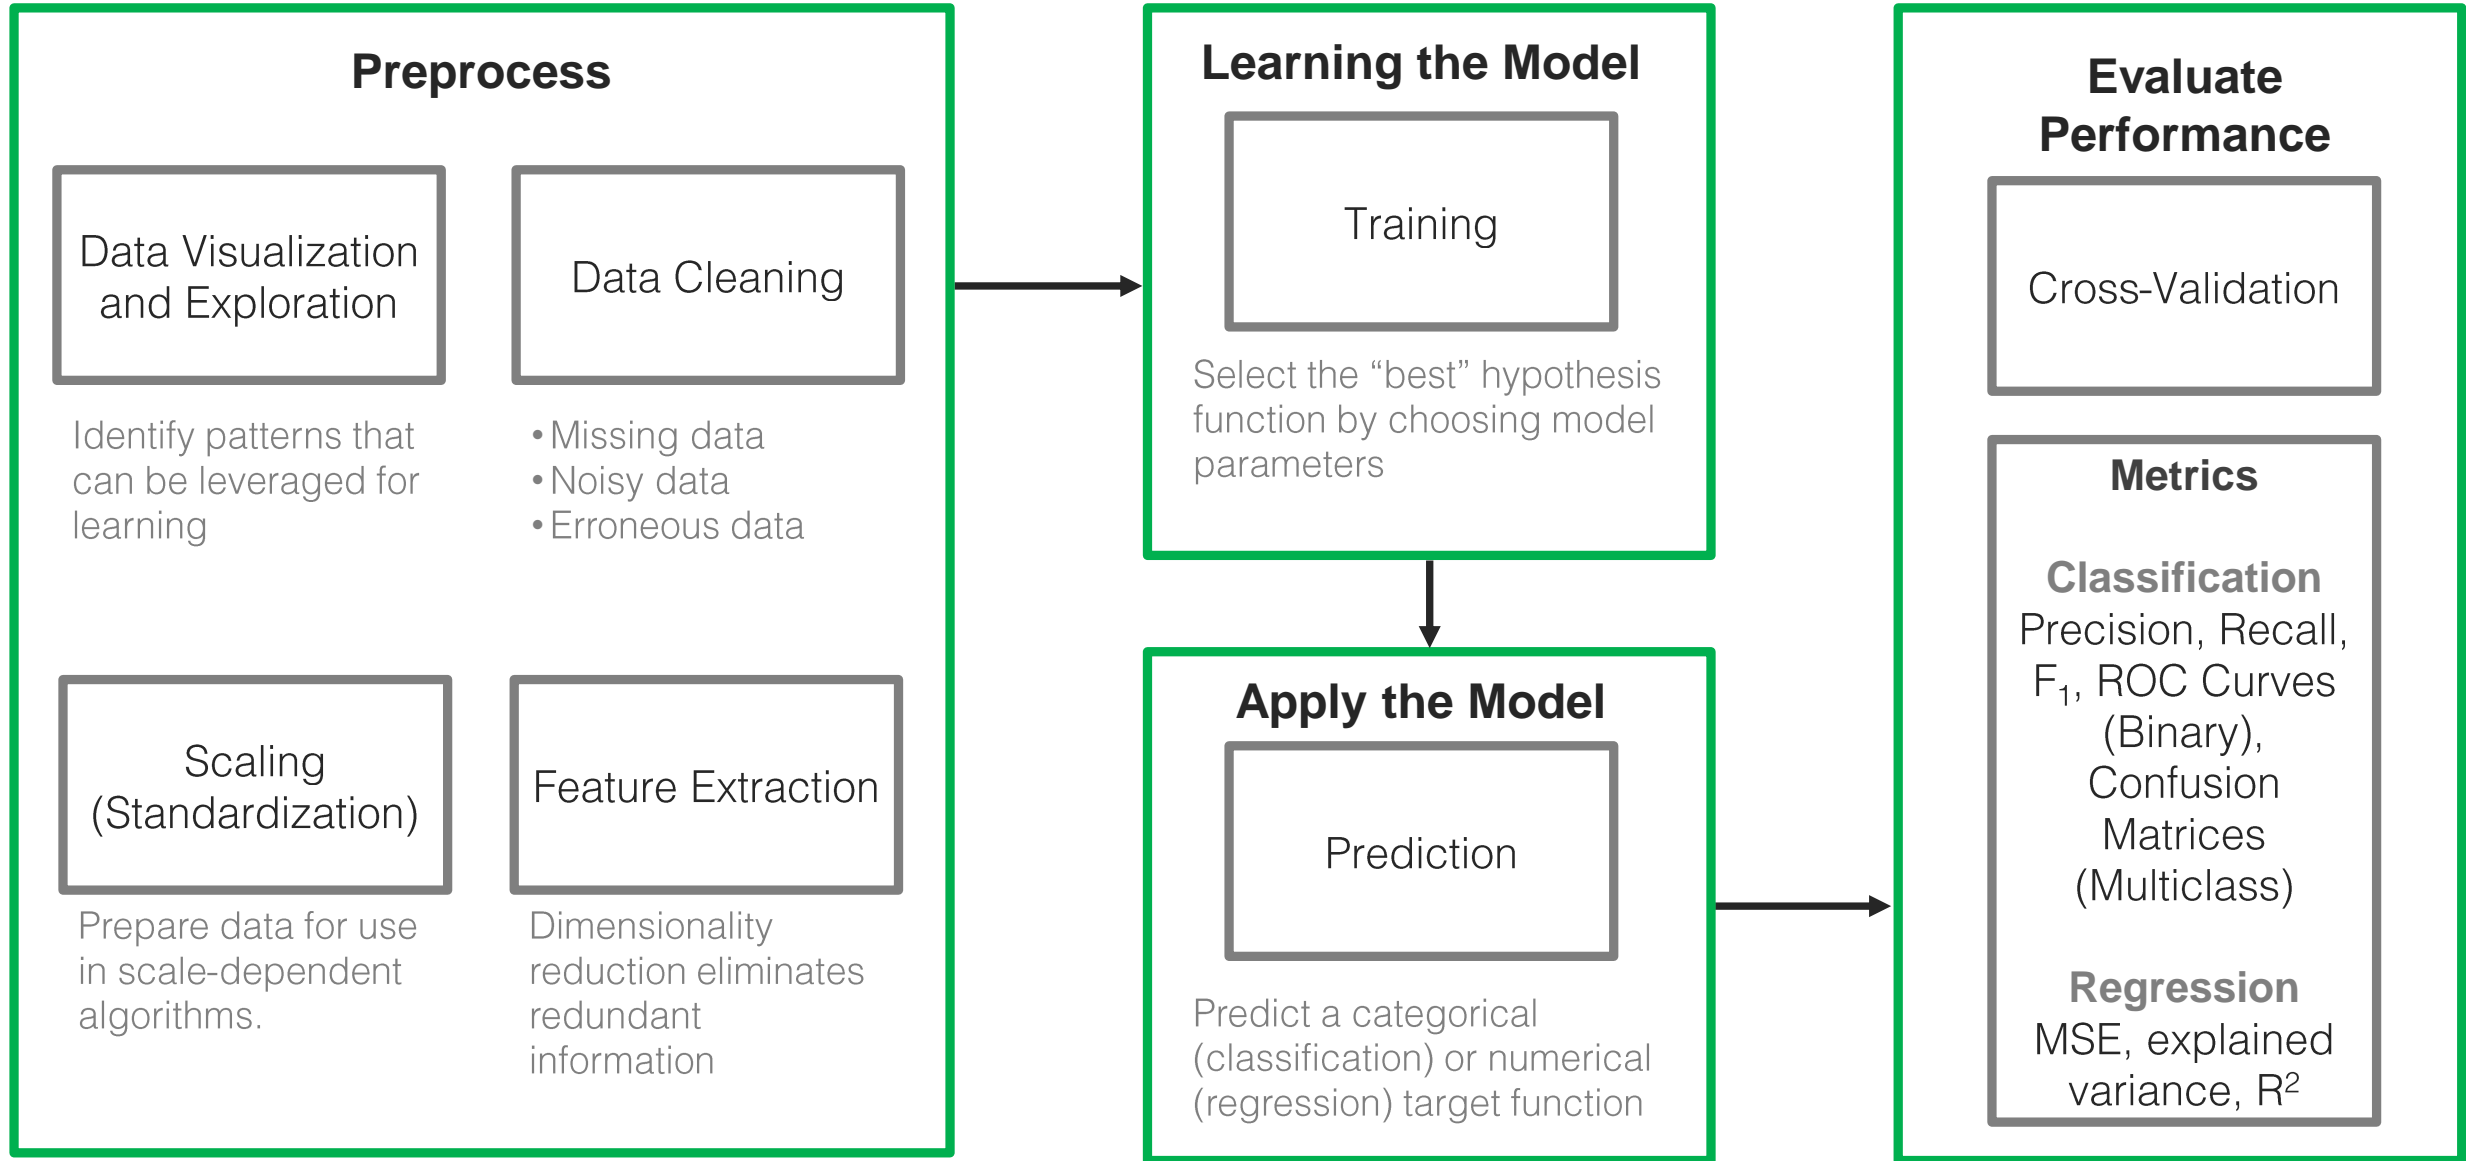 Preprocess
Data Visualization
and Exploration
Identify patterns that
can be leveraged for
learning
Data Cleaning
• Missing data
• Noisy data
• Erroneous data
Scaling
(Standardization)
Prepare data for use
in scale-dependent
algorithms.
Feature Extraction
Dimensionality
reduction eliminates
redundant
information
Learning the Model
Training
Select the “best” hypothesis
function by choosing model
parameters
Apply the Model
Prediction
Predict a categorical
(classification) or numerical
(regression) target function
Evaluate
Performance
Cross-Validation
Metrics
Classification
Precision, Recall,
F₁, ROC Curves
(Binary),
Confusion
Matrices
(Multiclass)
Regression
MSE, explained
variance, R²